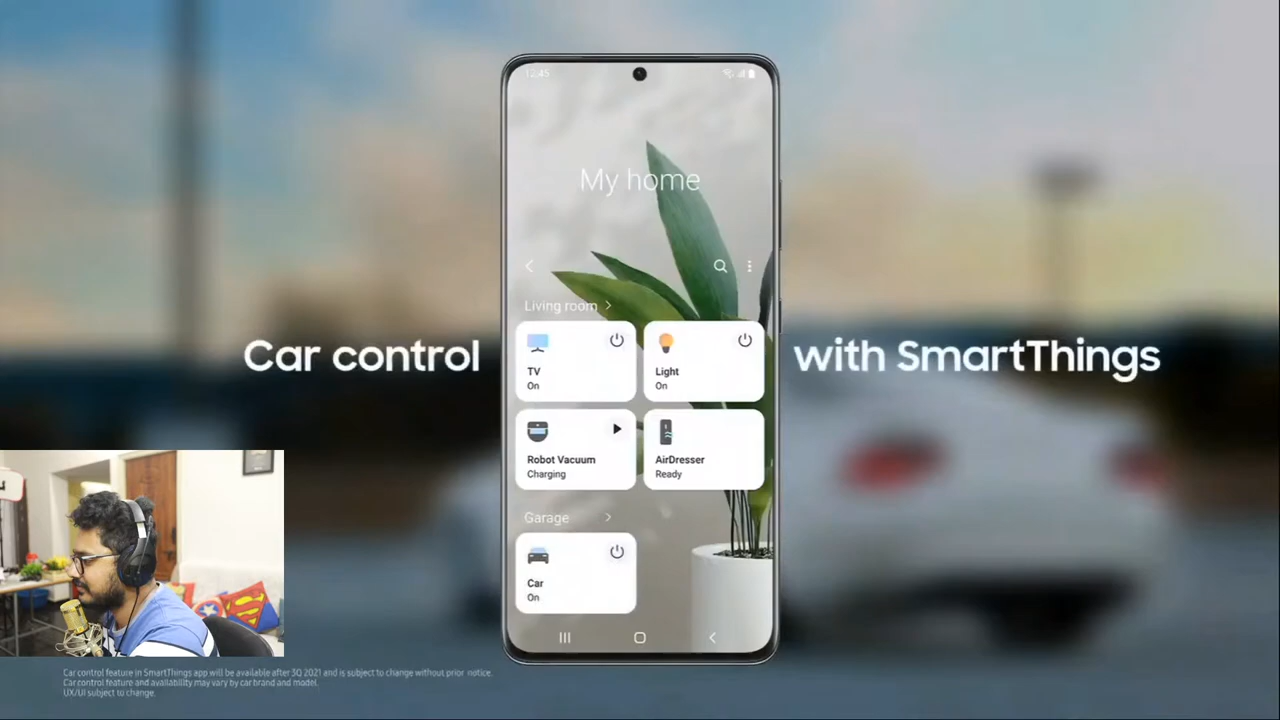 12:45
My home
Living room >
Car control
with SmartThings
TV
On
Light
On
Robot Vacuum
Charging
AirDresser
Ready
Garage >
Car
On
Car control feature in SmartThings app will be available after 3Q 2021 and is subject to change without prior notice.
Car control feature and availability may vary by car brand and model.
UX/UI subject to change.